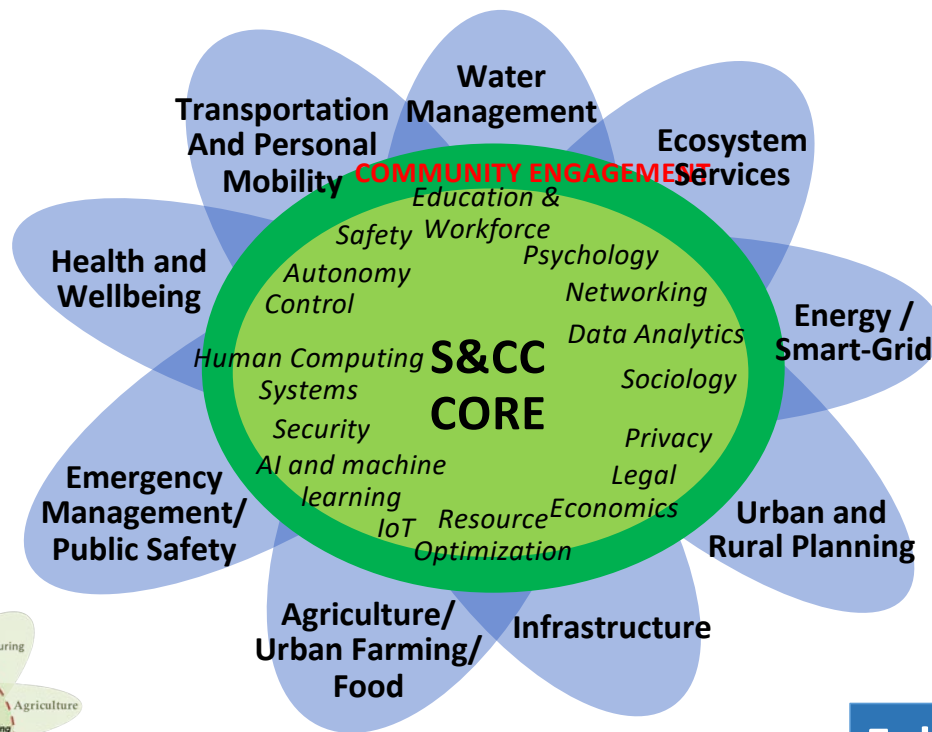 Water
Management
Transportation
And Personal
Mobility
Ecosystem
Services
COMMUNITY ENGAGEMENT
Education &
Workforce
Safety
Psychology
Autonomy
Control
Networking
Health and
Wellbeing
Data Analytics
Energy /
Smart-Grid
Human Computing
Systems
S&CC
CORE
Sociology
Security
Privacy
AI and machine
learning
Legal
Economics
IoT
Resource
Optimization
Emergency
Management/
Public Safety
Urban and
Rural Planning
Agriculture/
Urban Farming/
Food
Infrastructure
Agriculture